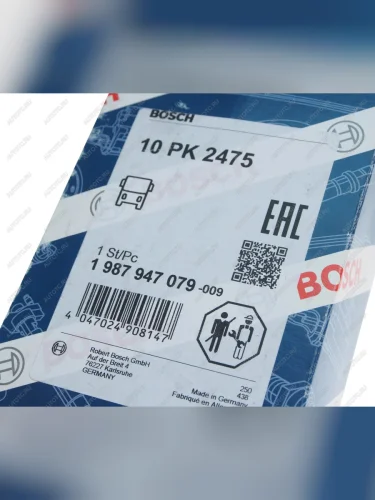 BOSCH
10 PK 2475
EAC
1 St/Pc
1 987 947 079 -009
BOSCH
4 047024 908147
Robert Bosch GmbH
Auf der Breit 4
76227 Karlsruhe
GERMANY
250
438
Made in Germany
Fabriqué en